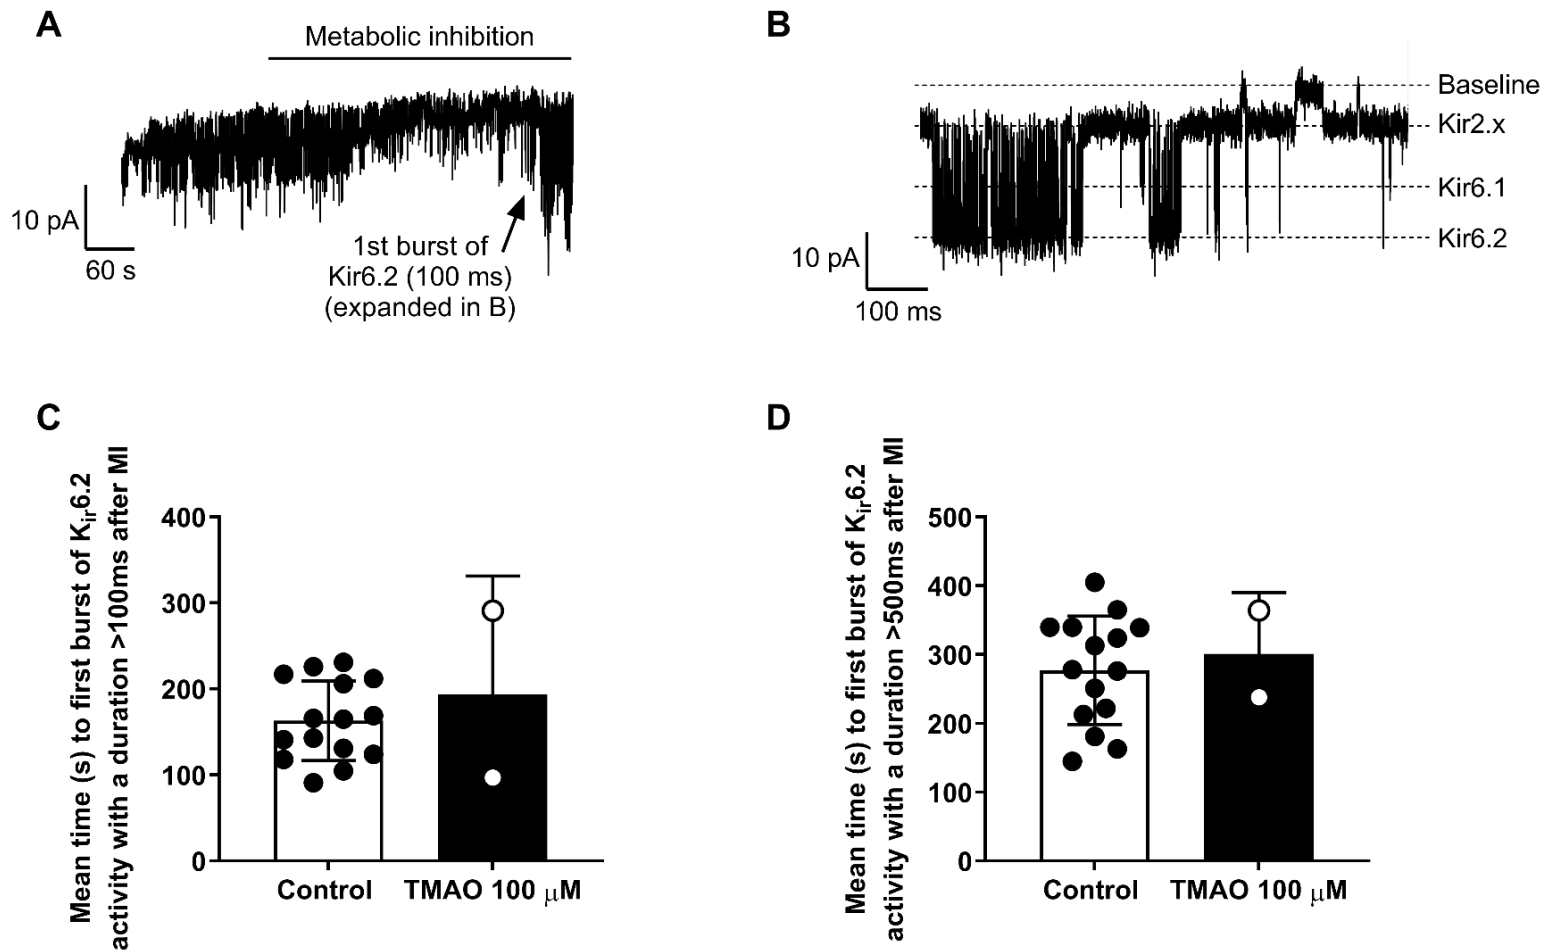 A
Metabolic inhibition
10 pA
60 s
1st burst of
Kir6.2 (100 ms)
(expanded in B)
B
Baseline
Kir2.x
Kir6.1
Kir6.2
10 pA
100 ms
C
Mean time (s) to first burst of Kir6.2
activity with a duration >100ms after MI
400
300
200
100
0
Control
TMAO 100 μM
D
Mean time (s) to first burst of Kir6.2
activity with a duration >500ms after MI
500
400
300
200
100
0
Control
TMAO 100 μM